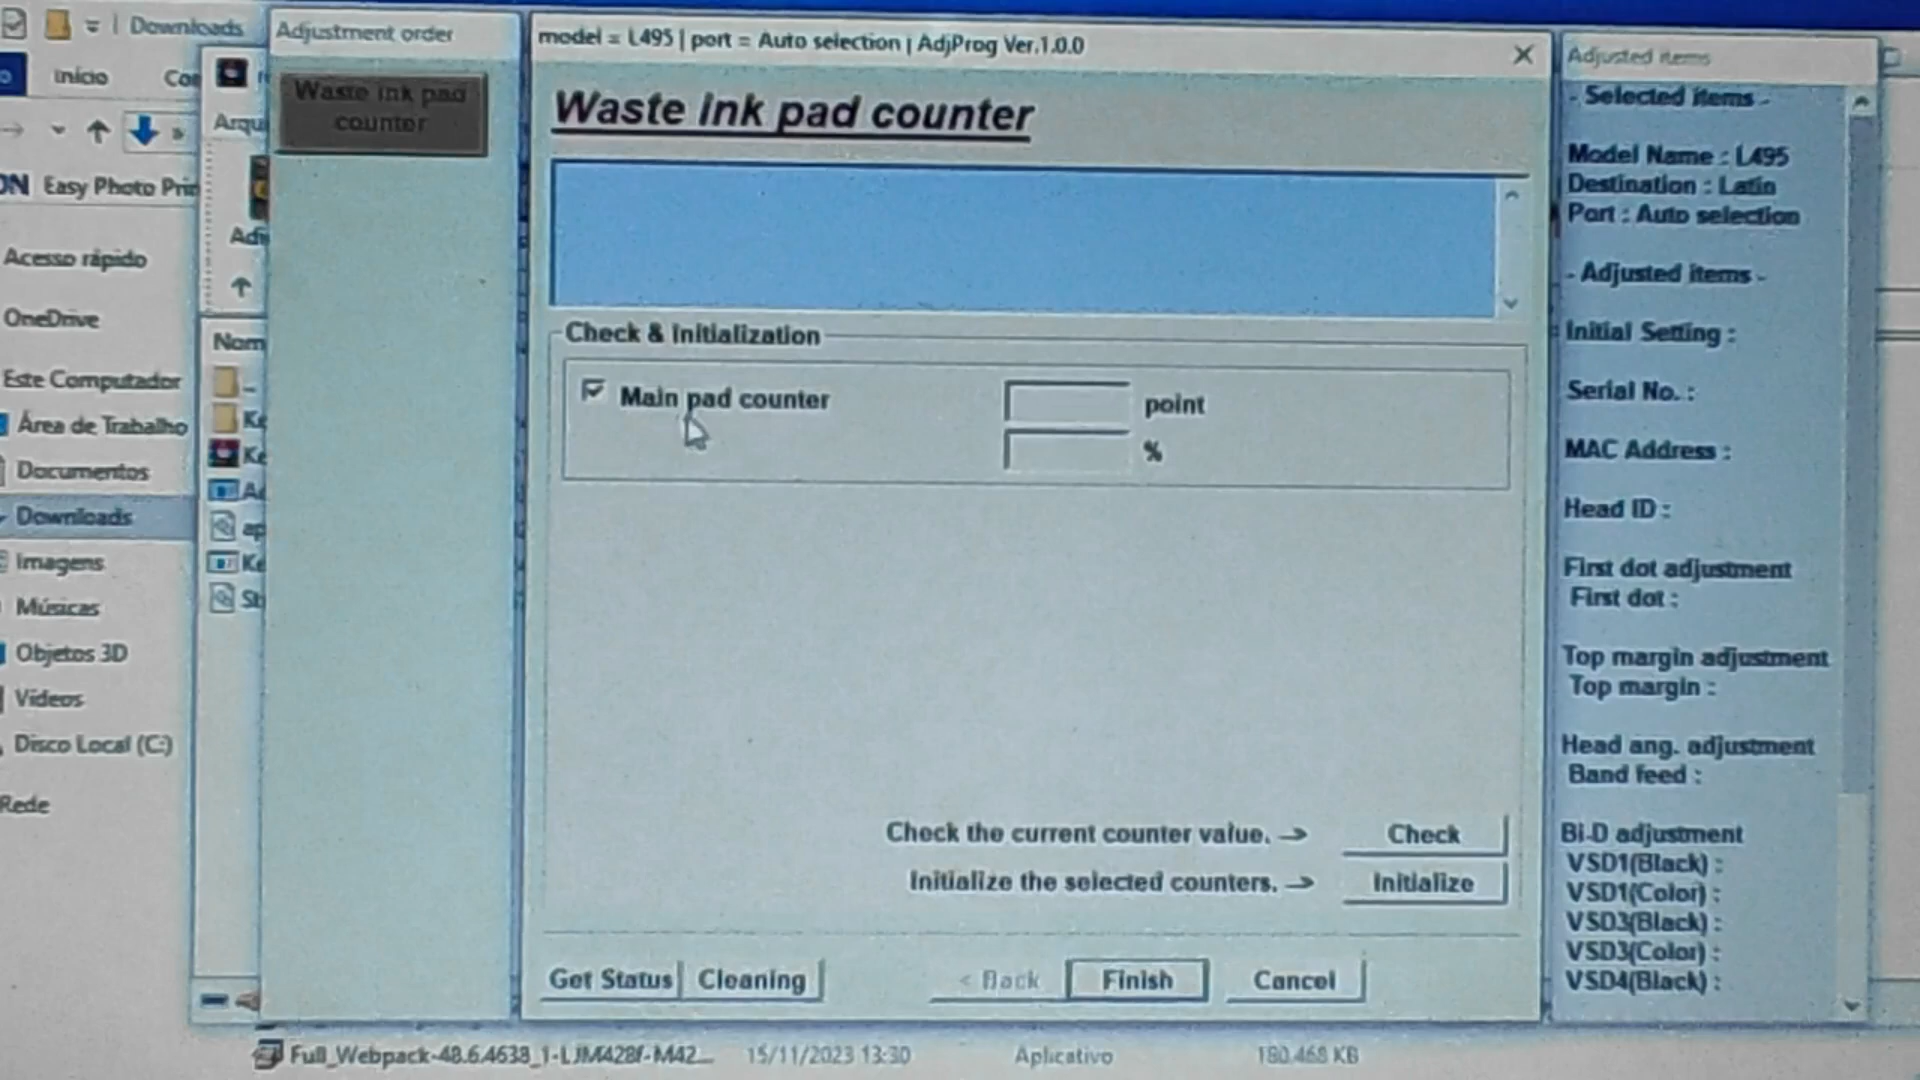 Downloads
Início
Easy Photo Prin
Acesso rápido
OneDrive
Este Computador
Área de Trabalho
Documentos
Downloads
Imagens
Músicas
Objetos 3D
Vídeos
Disco Local (C:)
Rede
Adjustment order
Waste ink pad
counter
model = L495 | port = Auto selection | AdjProg Ver.1.0.0
Waste ink pad counter
Check & Initialization
Main pad counter
point
%
Check the current counter value. ->
Check
Initialize the selected counters. ->
Initialize
Get Status
Cleaning
< Back
Finish
Cancel
Adjusted items
- Selected items -
Model Name : L495
Destination : Latin
Port : Auto selection
- Adjusted items -
Initial Setting :
Serial No. :
MAC Address :
Head ID :
First dot adjustment
First dot :
Top margin adjustment
Top margin :
Head ang. adjustment
Band feed :
Bi-D adjustment
VSD1(Black) :
VSD1(Color) :
VSD3(Black) :
VSD3(Color) :
VSD4(Black) :
Full_Webpack-48.6.4638_1-LJM428f-M42... 15/11/2023 13:30 Aplicativo 180.468 KB